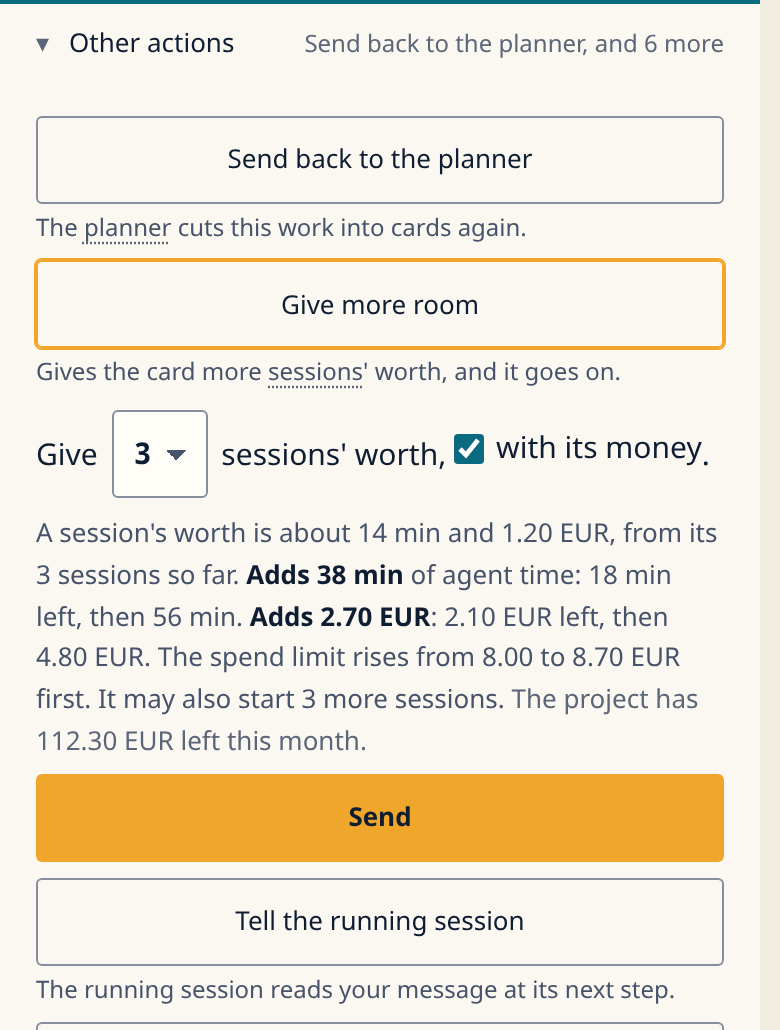 ▼ Other actions Send back to the planner, and 6 more
Send back to the planner
The planner cuts this work into cards again.
Give more room
Gives the card more sessions' worth, and it goes on.
Give 3 sessions' worth, with its money.
A session's worth is about 14 min and 1.20 EUR, from its
3 sessions so far. Adds 38 min of agent time: 18 min
left, then 56 min. Adds 2.70 EUR: 2.10 EUR left, then
4.80 EUR. The spend limit rises from 8.00 to 8.70 EUR
first. It may also start 3 more sessions. The project has
112.30 EUR left this month.
Send
Tell the running session
The running session reads your message at its next step.